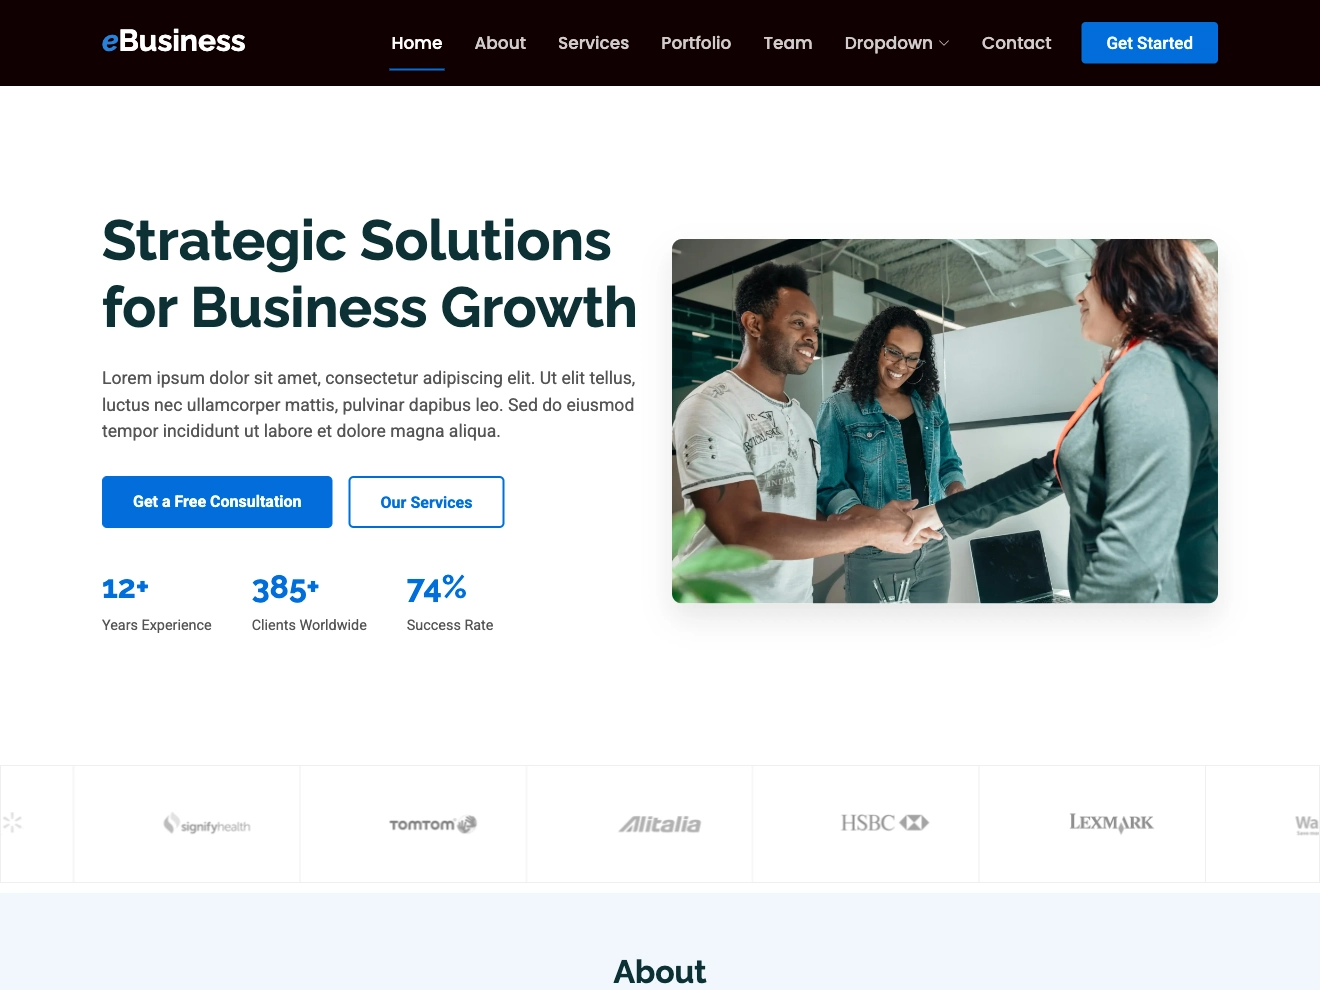 eBusiness
Home About Services Portfolio Team Dropdown Contact Get Started
Strategic Solutions
for Business Growth
Lorem ipsum dolor sit amet, consectetur adipiscing elit. Ut elit tellus,
luctus nec ullamcorper mattis, pulvinar dapibus leo. Sed do eiusmod
tempor incididunt ut labore et dolore magna aliqua.
Get a Free Consultation Our Services
12+ 385+ 74%
Years Experience Clients Worldwide Success Rate
signifyhealth TOMTOM Alitalia HSBC LEXMARK Wa
About